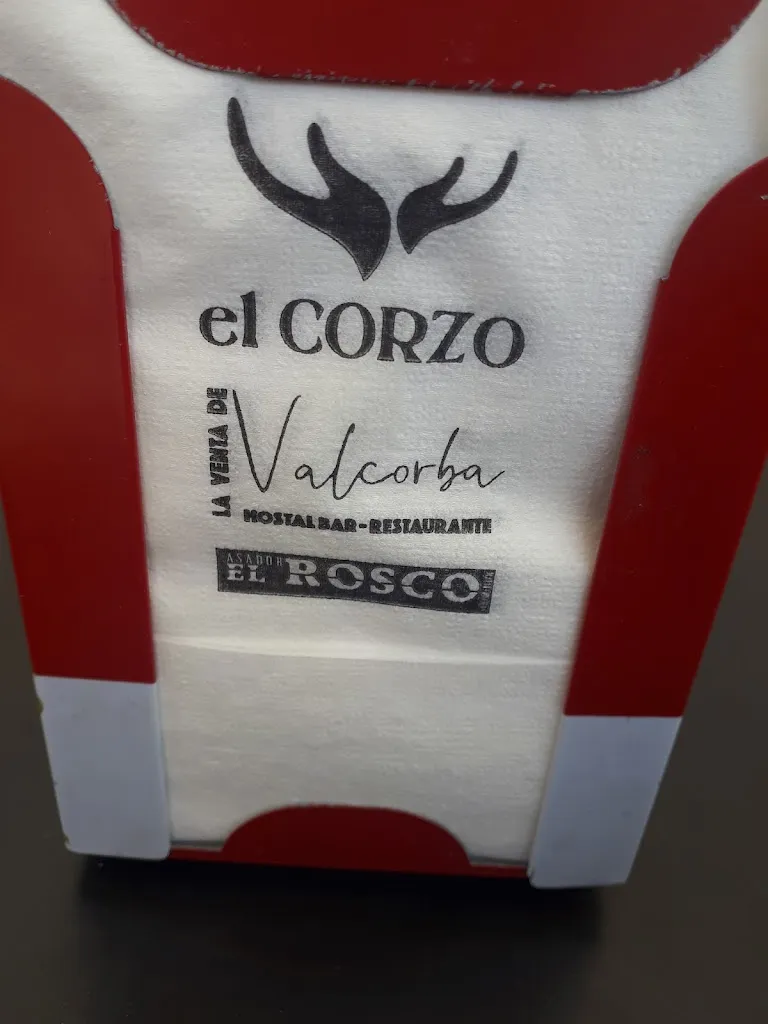 el CORZO
LA VENTA DE
Valcorba
HOSTAL BAR-RESTAURANTE
ASADOR
EL ROSCO